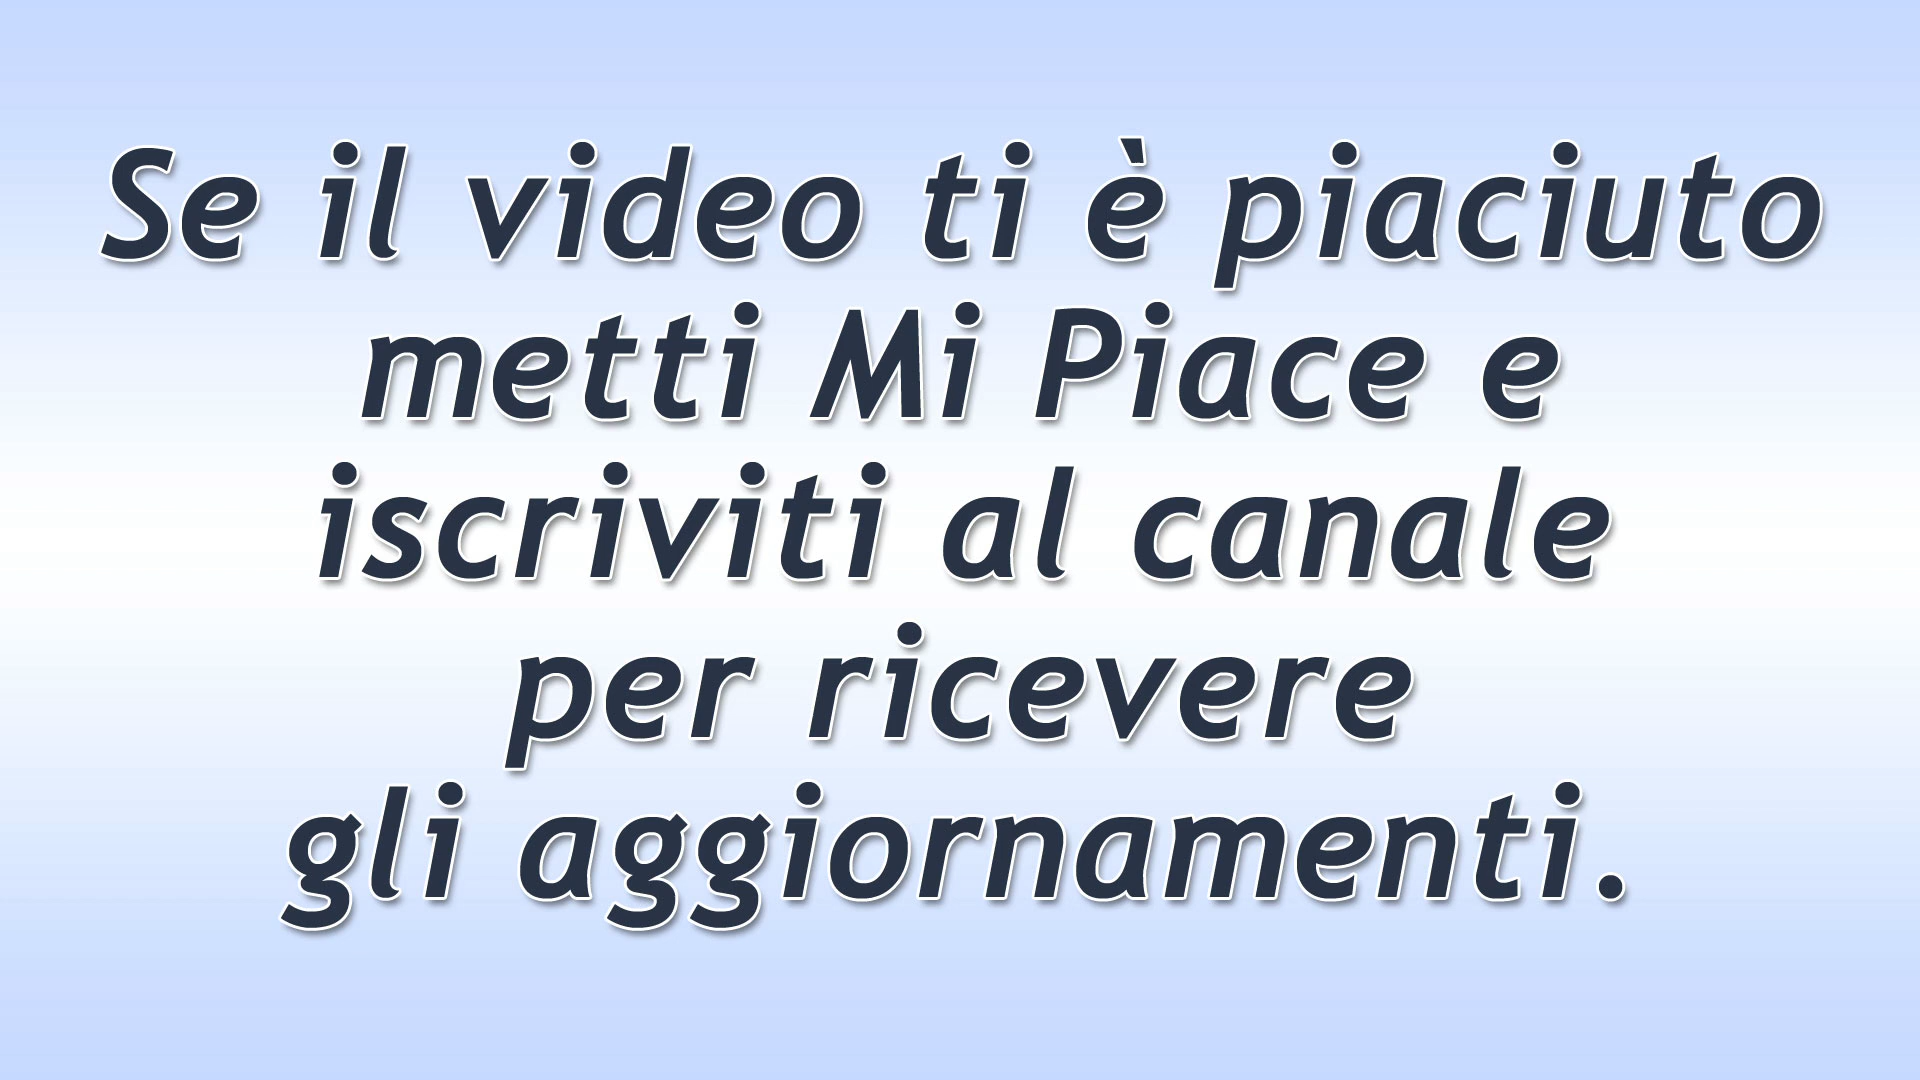 Se il video ti è piaciuto
metti Mi Piace e
iscriviti al canale
per ricevere
gli aggiornamenti.